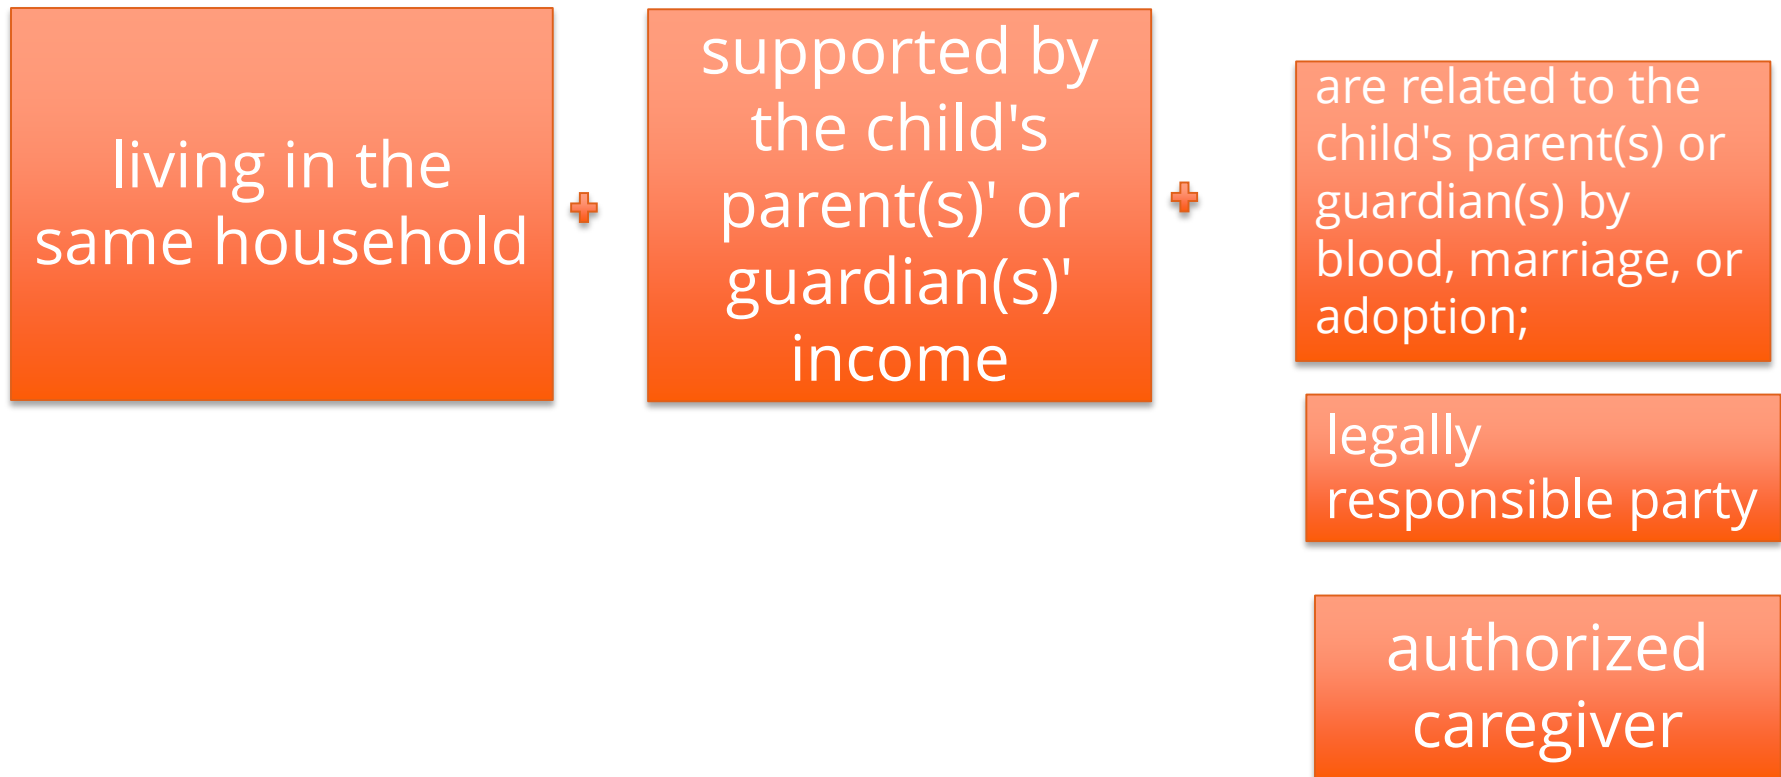 living in the
same household
supported by
the child's
parent(s)' or
guardian(s)'
income
are related to the
child's parent(s) or
guardian(s) by
blood, marriage, or
adoption;
legally
responsible party
authorized
caregiver